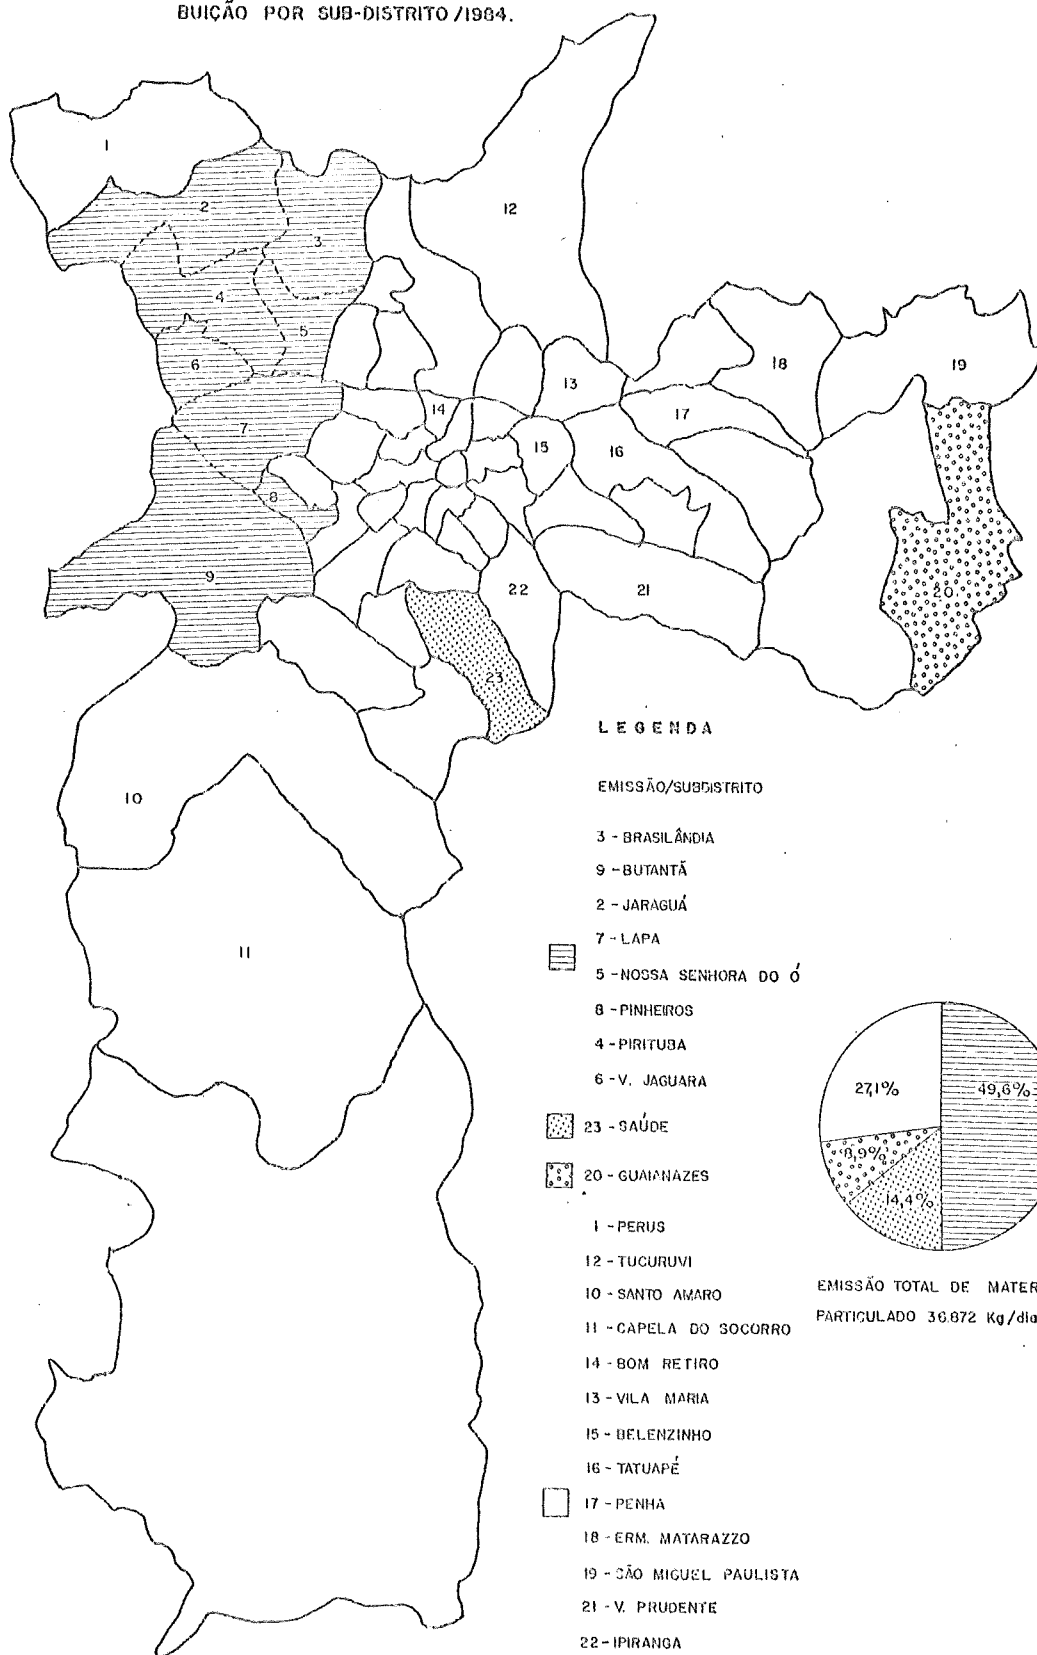 BUIÇÃO POR SUB-DISTRITO/1984.
1
2
3
12
4
5
6
7
8
9
13
14
15
16
17
18
19
20
21
22
23
10
11
LEGENDA
EMISSÃO/SUBDISTRITO
3 - BRASILÂNDIA
9 - BUTANTÃ
2 - JARAGUÁ
7 - LAPA
5 - NOSSA SENHORA DO Ó
8 - PINHEIROS
4 - PIRITUBA
6 - V. JAGUARA
23 - SAÚDE
20 - GUAIANAZES
1 - PERUS
12 - TUCURUVI
10 - SANTO AMARO
11 - CAPELA DO SOCORRO
14 - BOM RETIRO
13 - VILA MARIA
15 - BELENZINHO
16 - TATUAPÉ
17 - PENHA
18 - ERM. MATARAZZO
19 - SÃO MIGUEL PAULISTA
21 - V. PRUDENTE
22 - IPIRANGA
27,1%
49,6%
8,9%
14,4%
EMISSÃO TOTAL DE MATER
PARTICULADO 36.872 Kg/dia